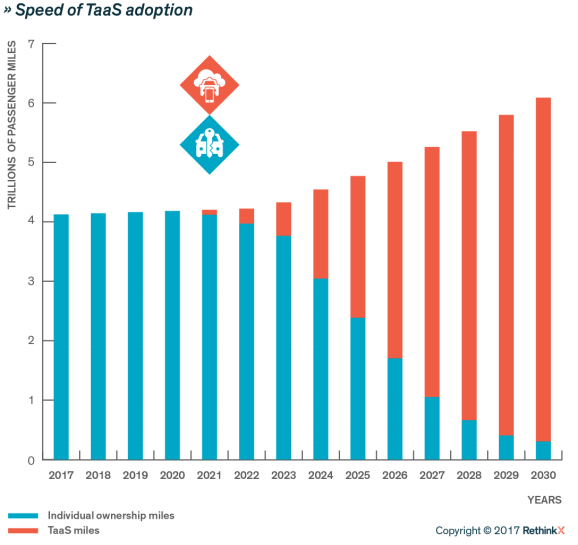 » Speed of TaaS adoption
TRILLIONS OF PASSENGER MILES
7
6
5
4
3
2
1
0
2017 2018 2019 2020 2021 2022 2023 2024 2025 2026 2027 2028 2029 2030
YEARS
Individual ownership miles
TaaS miles
Copyright © 2017 RethinkX